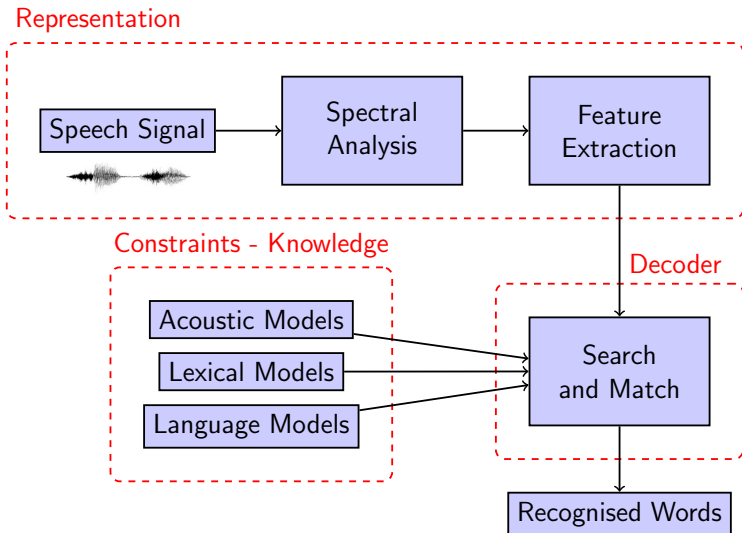 Representation
Speech Signal
Spectral
Analysis
Feature
Extraction
Constraints - Knowledge
Decoder
Acoustic Models
Lexical Models
Language Models
Search
and Match
Recognised Words